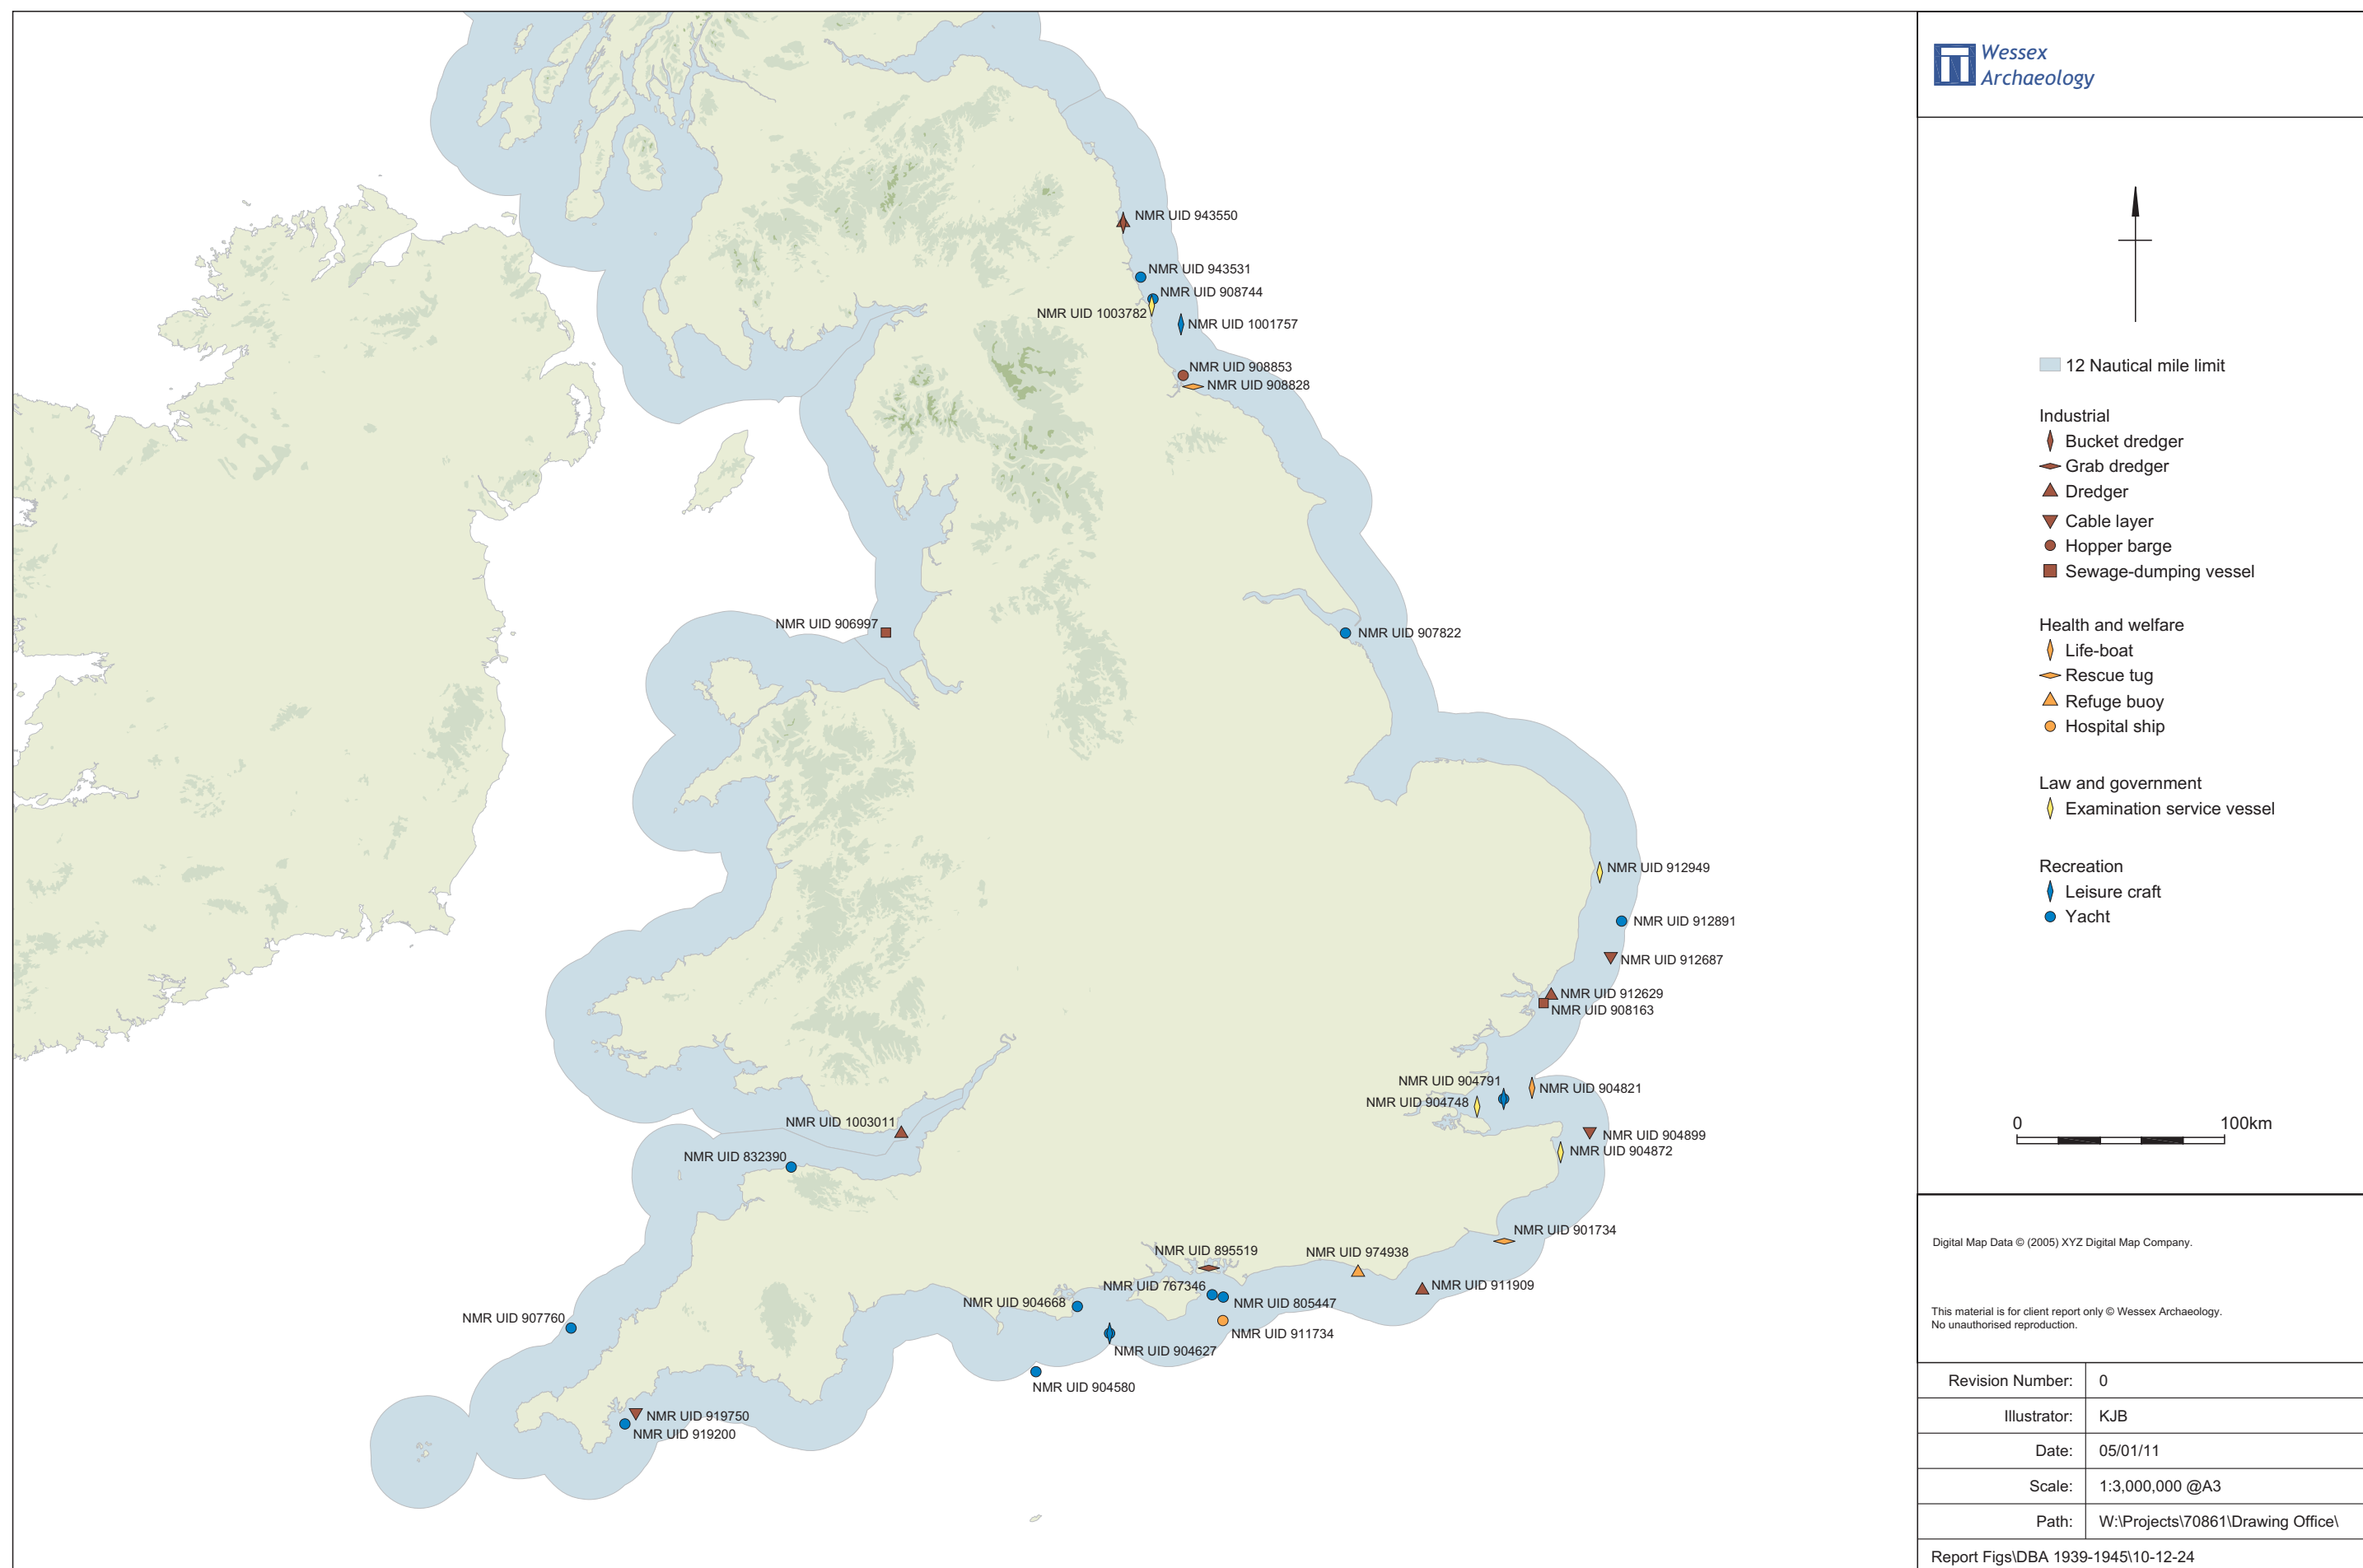 Wessex
Archaeology
NMR UID 943550
NMR UID 943531
NMR UID 908744
NMR UID 1003782
NMR UID 1001757
NMR UID 908853
NMR UID 908828
NMR UID 906997
NMR UID 907822
NMR UID 912949
NMR UID 912891
NMR UID 912687
NMR UID 912629
NMR UID 908163
NMR UID 904791
NMR UID 904821
NMR UID 904748
NMR UID 1003011
NMR UID 904899
NMR UID 904872
NMR UID 832390
NMR UID 901734
NMR UID 895519
NMR UID 974938
NMR UID 767346
NMR UID 911909
NMR UID 904668
NMR UID 805447
NMR UID 907760
NMR UID 911734
NMR UID 904627
NMR UID 904580
NMR UID 919750
NMR UID 919200
12 Nautical mile limit
Industrial
Bucket dredger
Grab dredger
Dredger
Cable layer
Hopper barge
Sewage-dumping vessel
Health and welfare
Life-boat
Rescue tug
Refuge buoy
Hospital ship
Law and government
Examination service vessel
Recreation
Leisure craft
Yacht
0 100km
Digital Map Data © (2005) XYZ Digital Map Company.
This material is for client report only © Wessex Archaeology.
No unauthorised reproduction.
Revision Number: 0
Illustrator: KJB
Date: 05/01/11
Scale: 1:3,000,000 @A3
Path: W:\Projects\70861\Drawing Office\
Report Figs\DBA 1939-1945\10-12-24